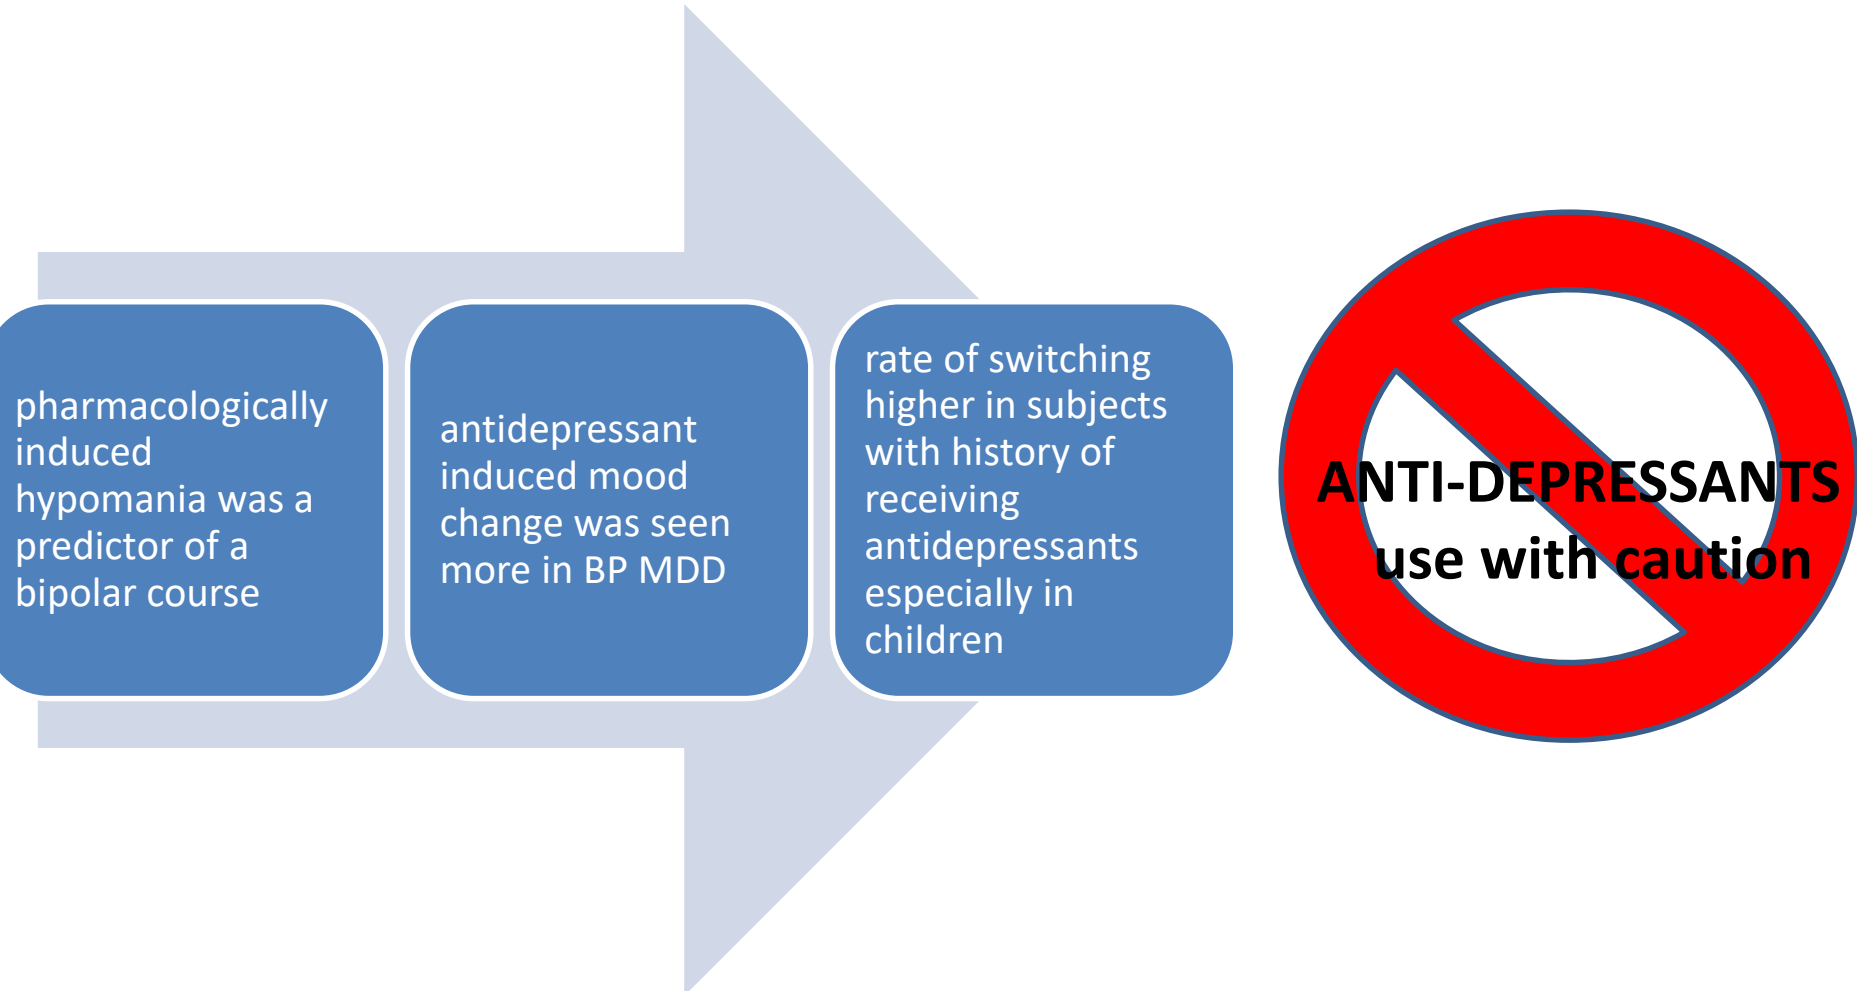 pharmacologically
induced
hypomania was a
predictor of a
bipolar course
antidepressant
induced mood
change was seen
more in BP MDD
rate of switching
higher in subjects
with history of
receiving
antidepressants
especially in
children
ANTI-DEPRESSANTS
use with caution